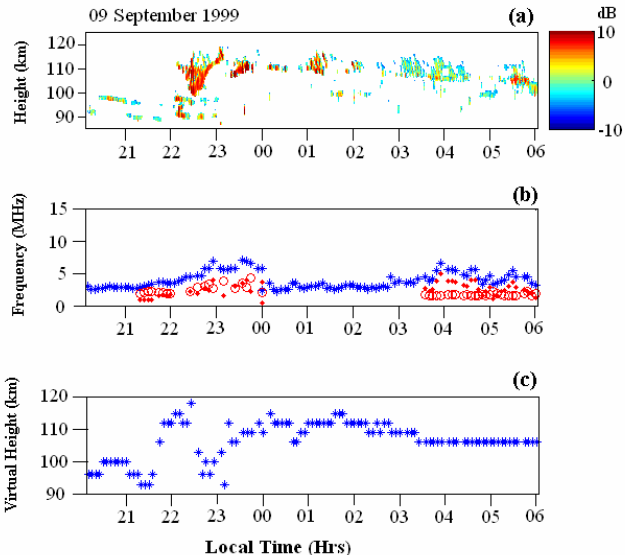 09 September 1999
(a)
dB
10
0
-10
Height (km)
120
110
100
90
21 22 23 00 01 02 03 04 05 06
(b)
Frequency (MHz)
15
10
5
0
21 22 23 00 01 02 03 04 05 06
(c)
Virtual Height (km)
120
110
100
90
21 22 23 00 01 02 03 04 05 06
Local Time (Hrs)